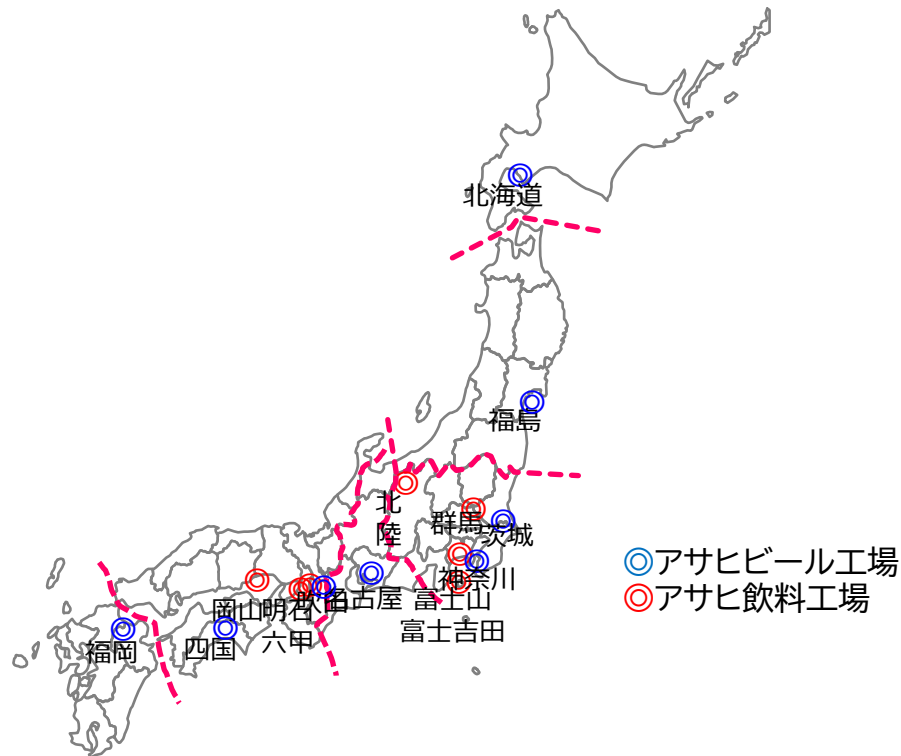 北海道
福島
北
陸
群馬
茨城
神奈川
富士山
富士吉田
名古屋
吹田
明石
六甲
岡山
四国
福岡
◎アサヒビール工場
◎アサヒ飲料工場